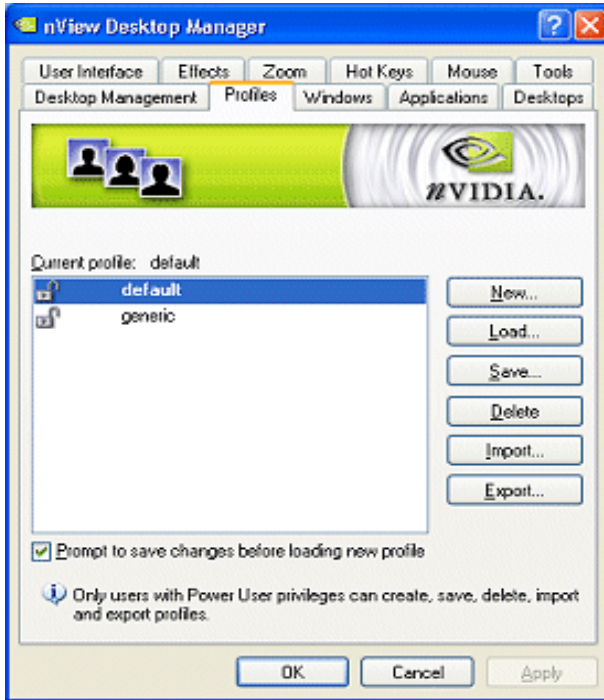 nView Desktop Manager
User Interface Effects Zoom Hot Keys Mouse Tools
Desktop Management Profiles Windows Applications Desktops
nVIDIA.
Current profile: default
default
generic
New...
Load...
Save...
Delete
Import...
Export...
Prompt to save changes before loading new profile
Only users with Power User privileges can create, save, delete, import
and export profiles.
OK Cancel Apply